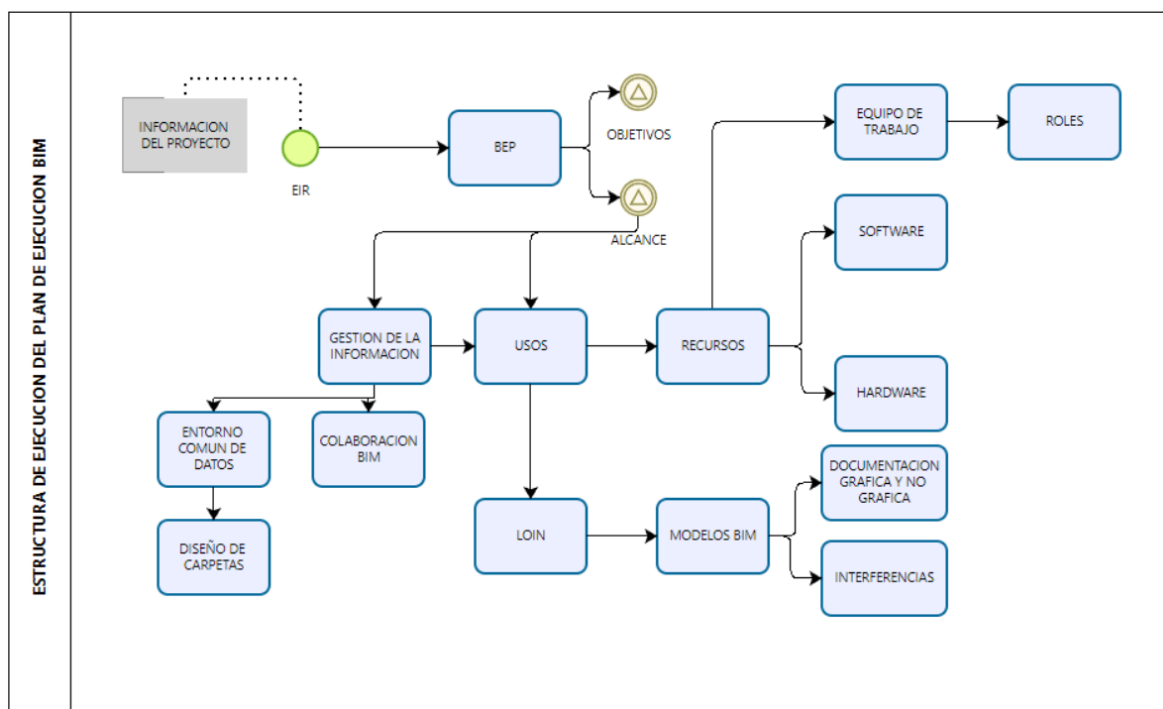 ESTRUCTURA DE EJECUCION DEL PLAN DE EJECUCION BIM
INFORMACION
DEL PROYECTO
EIR
BEP
OBJETIVOS
ALCANCE
EQUIPO DE
TRABAJO
ROLES
SOFTWARE
GESTION DE LA
INFORMACION
USOS
RECURSOS
HARDWARE
ENTORNO
COMUN DE
DATOS
COLABORACION
BIM
DOCUMENTACION
GRAFICA Y NO
GRAFICA
DISEÑO DE
CARPETAS
LOIN
MODELOS BIM
INTERFERENCIAS